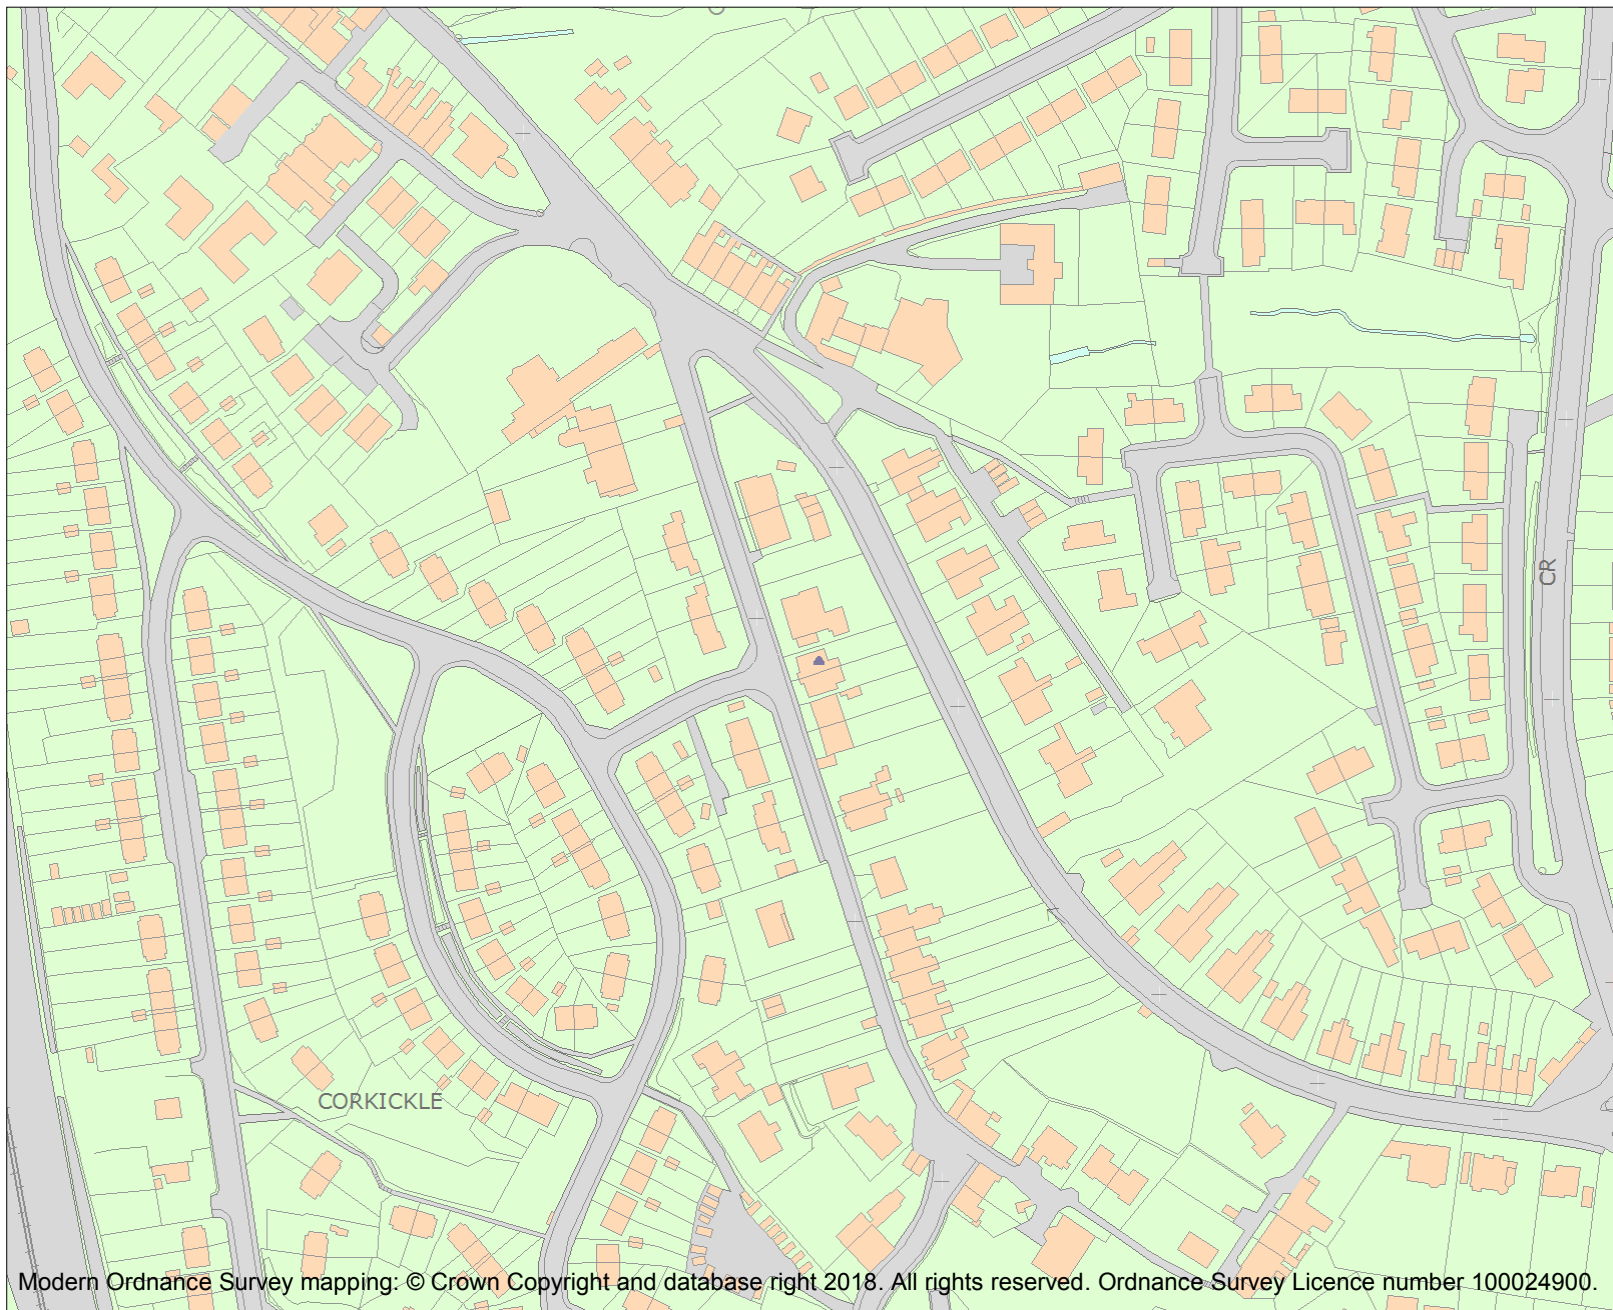 CR
CORKICKLE
Modern Ordnance Survey mapping: © Crown Copyright and database right 2018. All rights reserved. Ordnance Survey Licence number 100024900.